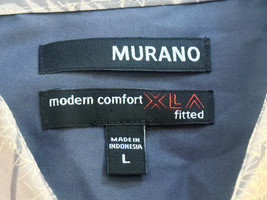 MURANO
modern comfort XLA
fitted
MADE IN
INDONESIA
L